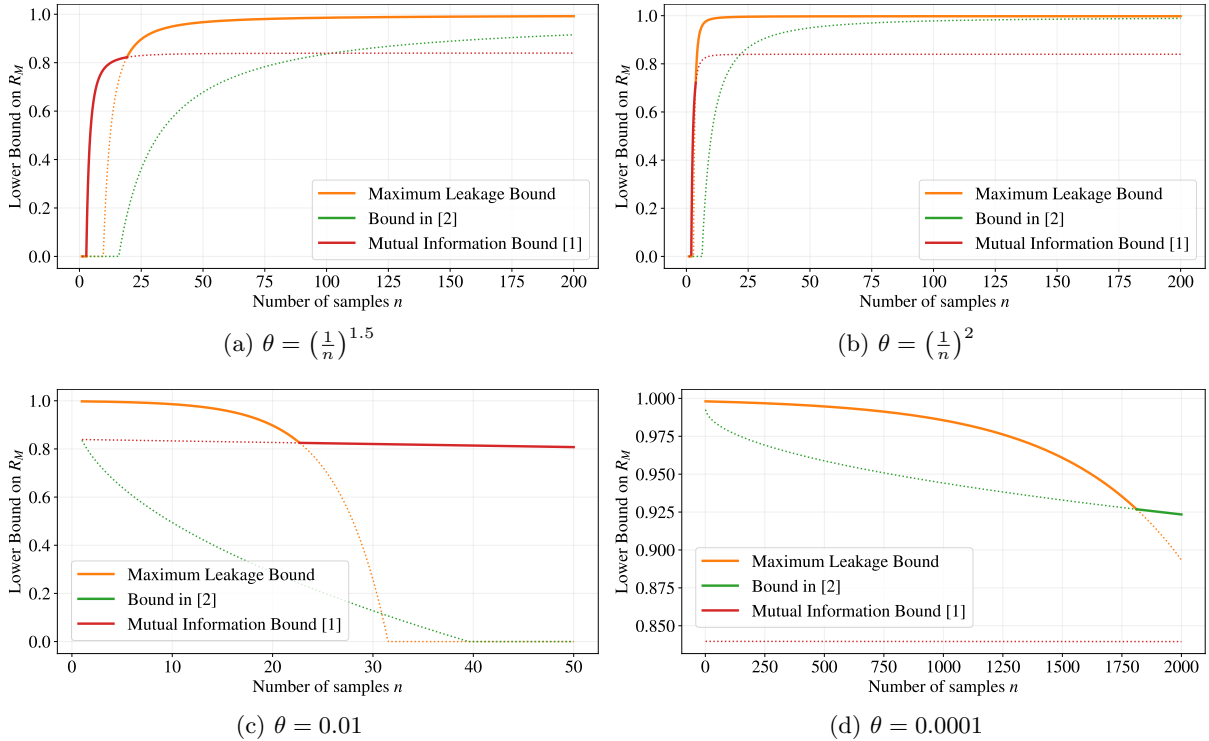 Lower Bound on R_M
1.0
0.8
0.6
0.4
0.2
0.0
Maximum Leakage Bound
Bound in [2]
Mutual Information Bound [1]
0 25 50 75 100 125 150 175 200
Number of samples n
(a) θ = (1/n)^1.5
Lower Bound on R_M
1.0
0.8
0.6
0.4
0.2
0.0
Maximum Leakage Bound
Bound in [2]
Mutual Information Bound [1]
0 25 50 75 100 125 150 175 200
Number of samples n
(b) θ = (1/n)^2
Lower Bound on R_M
1.0
0.8
0.6
0.4
0.2
0.0
Maximum Leakage Bound
Bound in [2]
Mutual Information Bound [1]
0 10 20 30 40 50
Number of samples n
(c) θ = 0.01
Lower Bound on R_M
1.000
0.975
0.950
0.925
0.900
0.875
0.850
Maximum Leakage Bound
Bound in [2]
Mutual Information Bound [1]
0 250 500 750 1000 1250 1500 1750 2000
Number of samples n
(d) θ = 0.0001